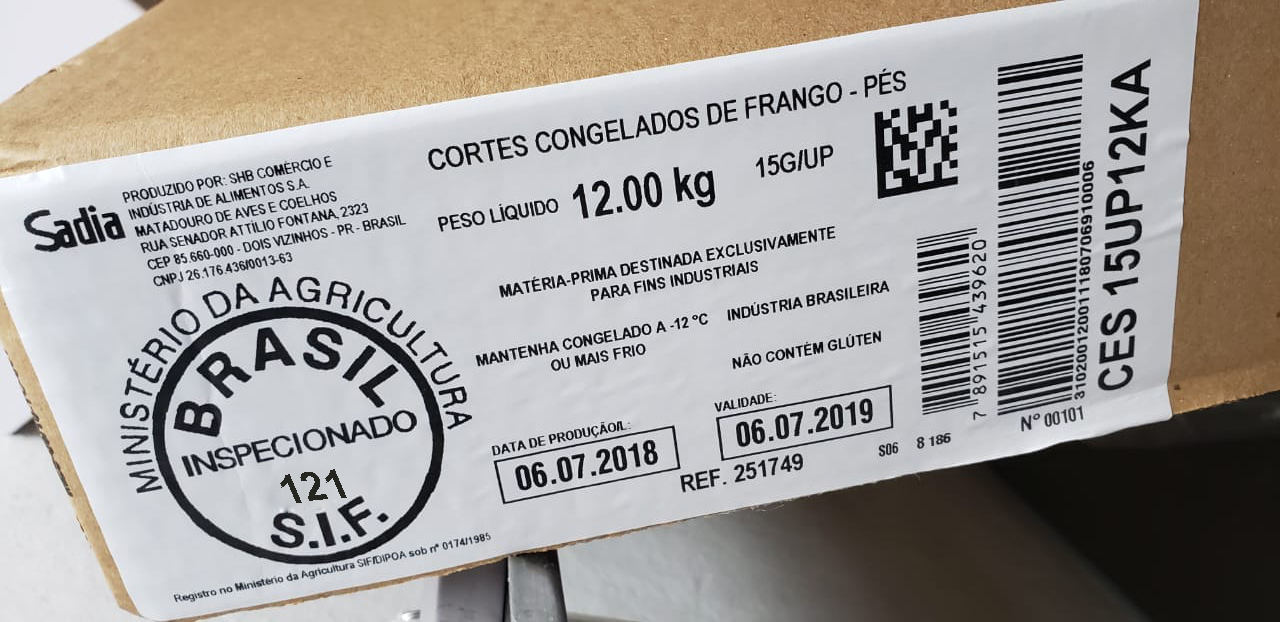 Sadia
PRODUZIDO POR: SHB COMÉRCIO E
INDÚSTRIA DE ALIMENTOS S.A.
MATADOURO DE AVES E COELHOS
RUA SENADOR ATTÍLIO FONTANA, 2323
CEP 85.660-000 - DOIS VIZINHOS - PR - BRASIL
CNPJ 26.176.436/0013-63
MINISTÉRIO DA AGRICULTURA
BRASIL
INSPECIONADO
121
S.I.F.
Registro no Ministério da Agricultura SIF/DIPOA sob nº 0174/1985
CORTES CONGELADOS DE FRANGO - PÉS
PESO LÍQUIDO 12.00 kg 15G/UP
MATÉRIA-PRIMA DESTINADA EXCLUSIVAMENTE
PARA FINS INDUSTRIAIS
MANTENHA CONGELADO A -12 ºC
OU MAIS FRIO
INDÚSTRIA BRASILEIRA
NÃO CONTÉM GLÚTEN
DATA DE PRODUÇÃO/L:
06.07.2018
VALIDADE:
06.07.2019
REF. 251749
S06 8 186
7 891515 439620
31020012001118070691 0006
Nº 00101
CES 15UP12KA